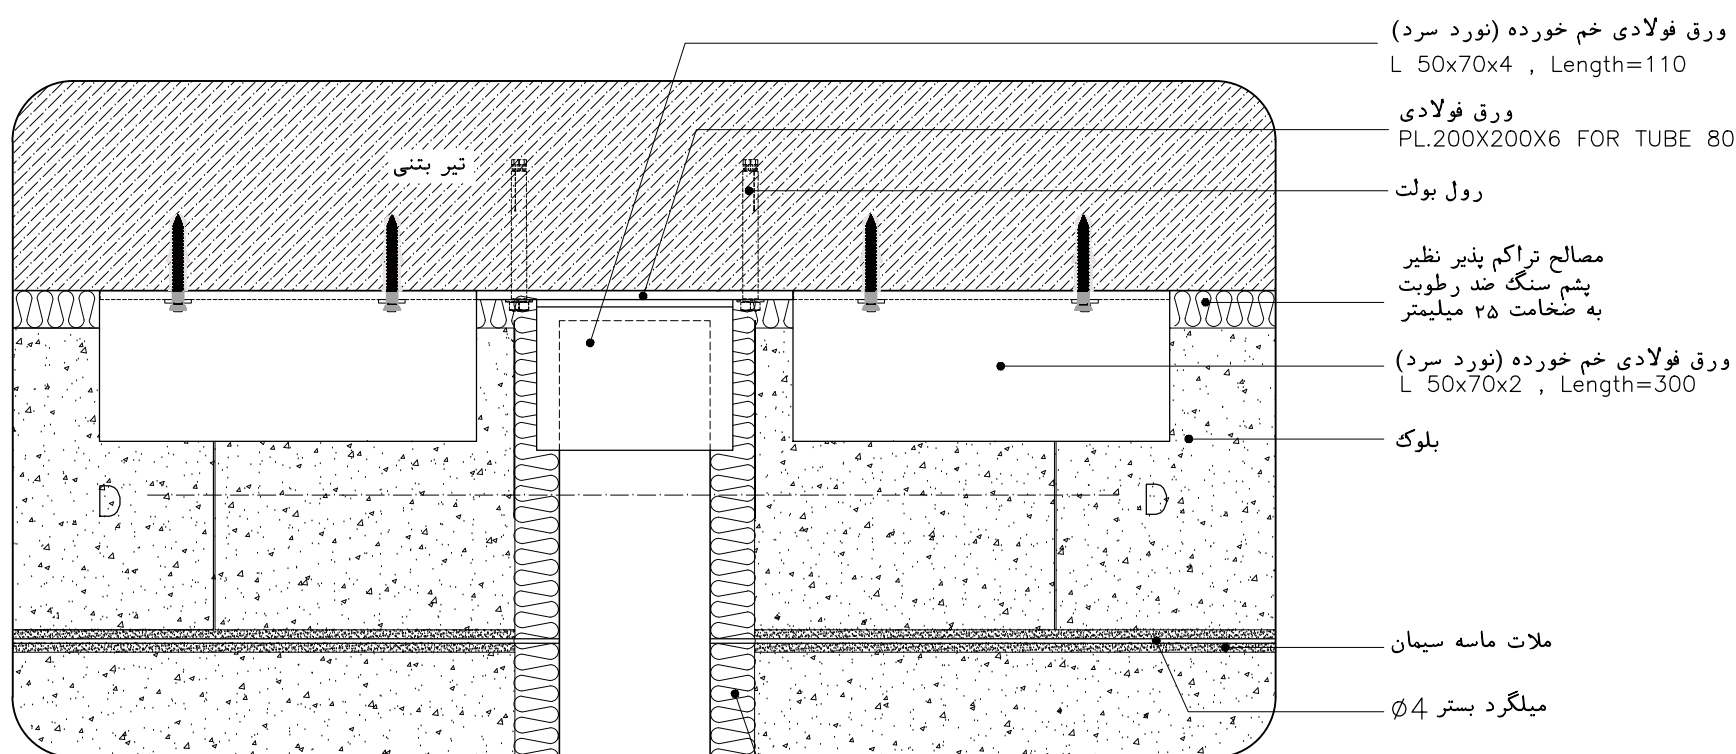 ورق فولادی خم خورده (نورد سرد)
L 50x70x4 , Length=110
ورق فولادی
PL.200X200X6 FOR TUBE 80
تیر بتنی
رول بولت
مصالح تراکم پذیر نظیر
پشم سنگ ضد رطوبت
به ضخامت ۲۵ میلیمتر
ورق فولادی خم خورده (نورد سرد)
L 50x70x2 , Length=300
بلوک
ملات ماسه سیمان
میلگرد بستر Ø4